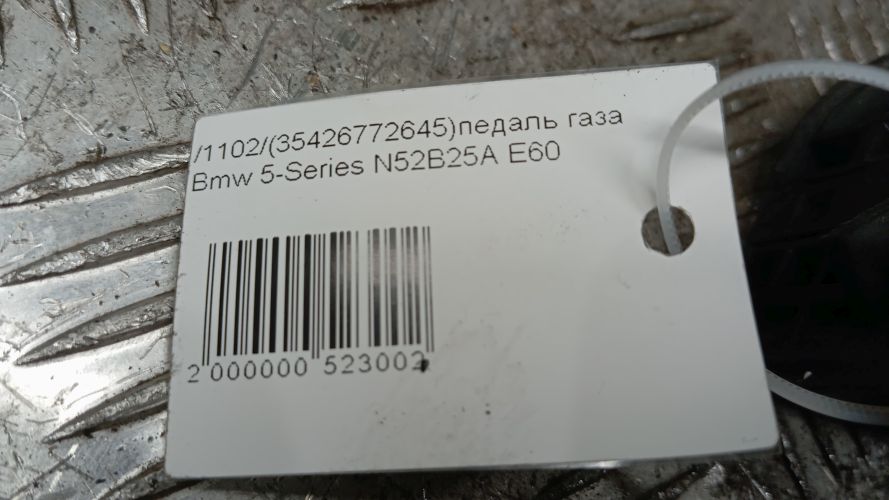 /1102/(35426772645)педаль газа
Bmw 5-Series N52B25A E60
2 000000 523002